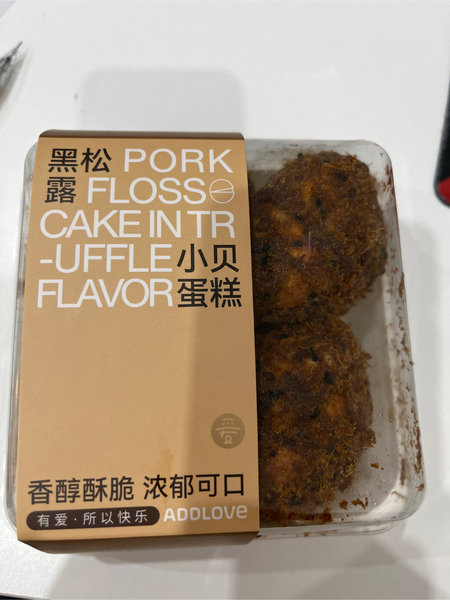 黑松 PORK
露 FLOSS
CAKE IN TR
-UFFLE 小贝
FLAVOR 蛋糕
爱
香醇酥脆 浓郁可口
有爱·所以快乐 ADDLOVE